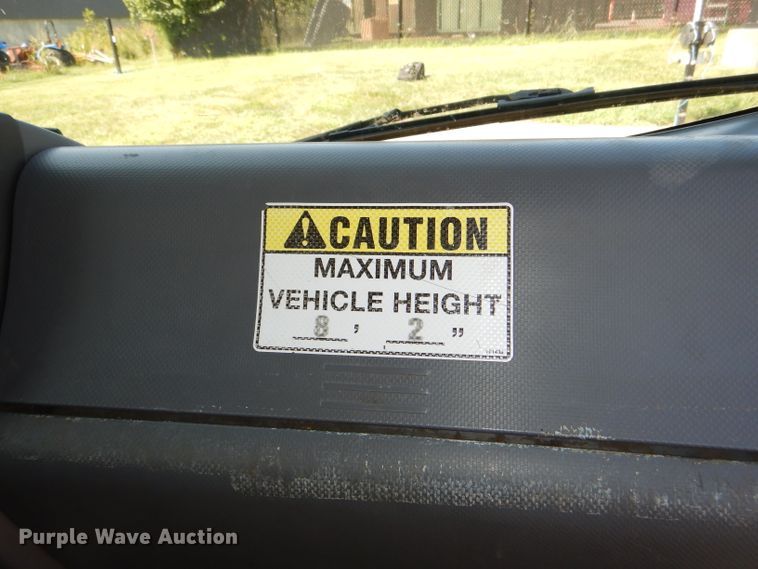 CAUTION
MAXIMUM
VEHICLE HEIGHT
8 ' 2 "
Purple Wave Auction